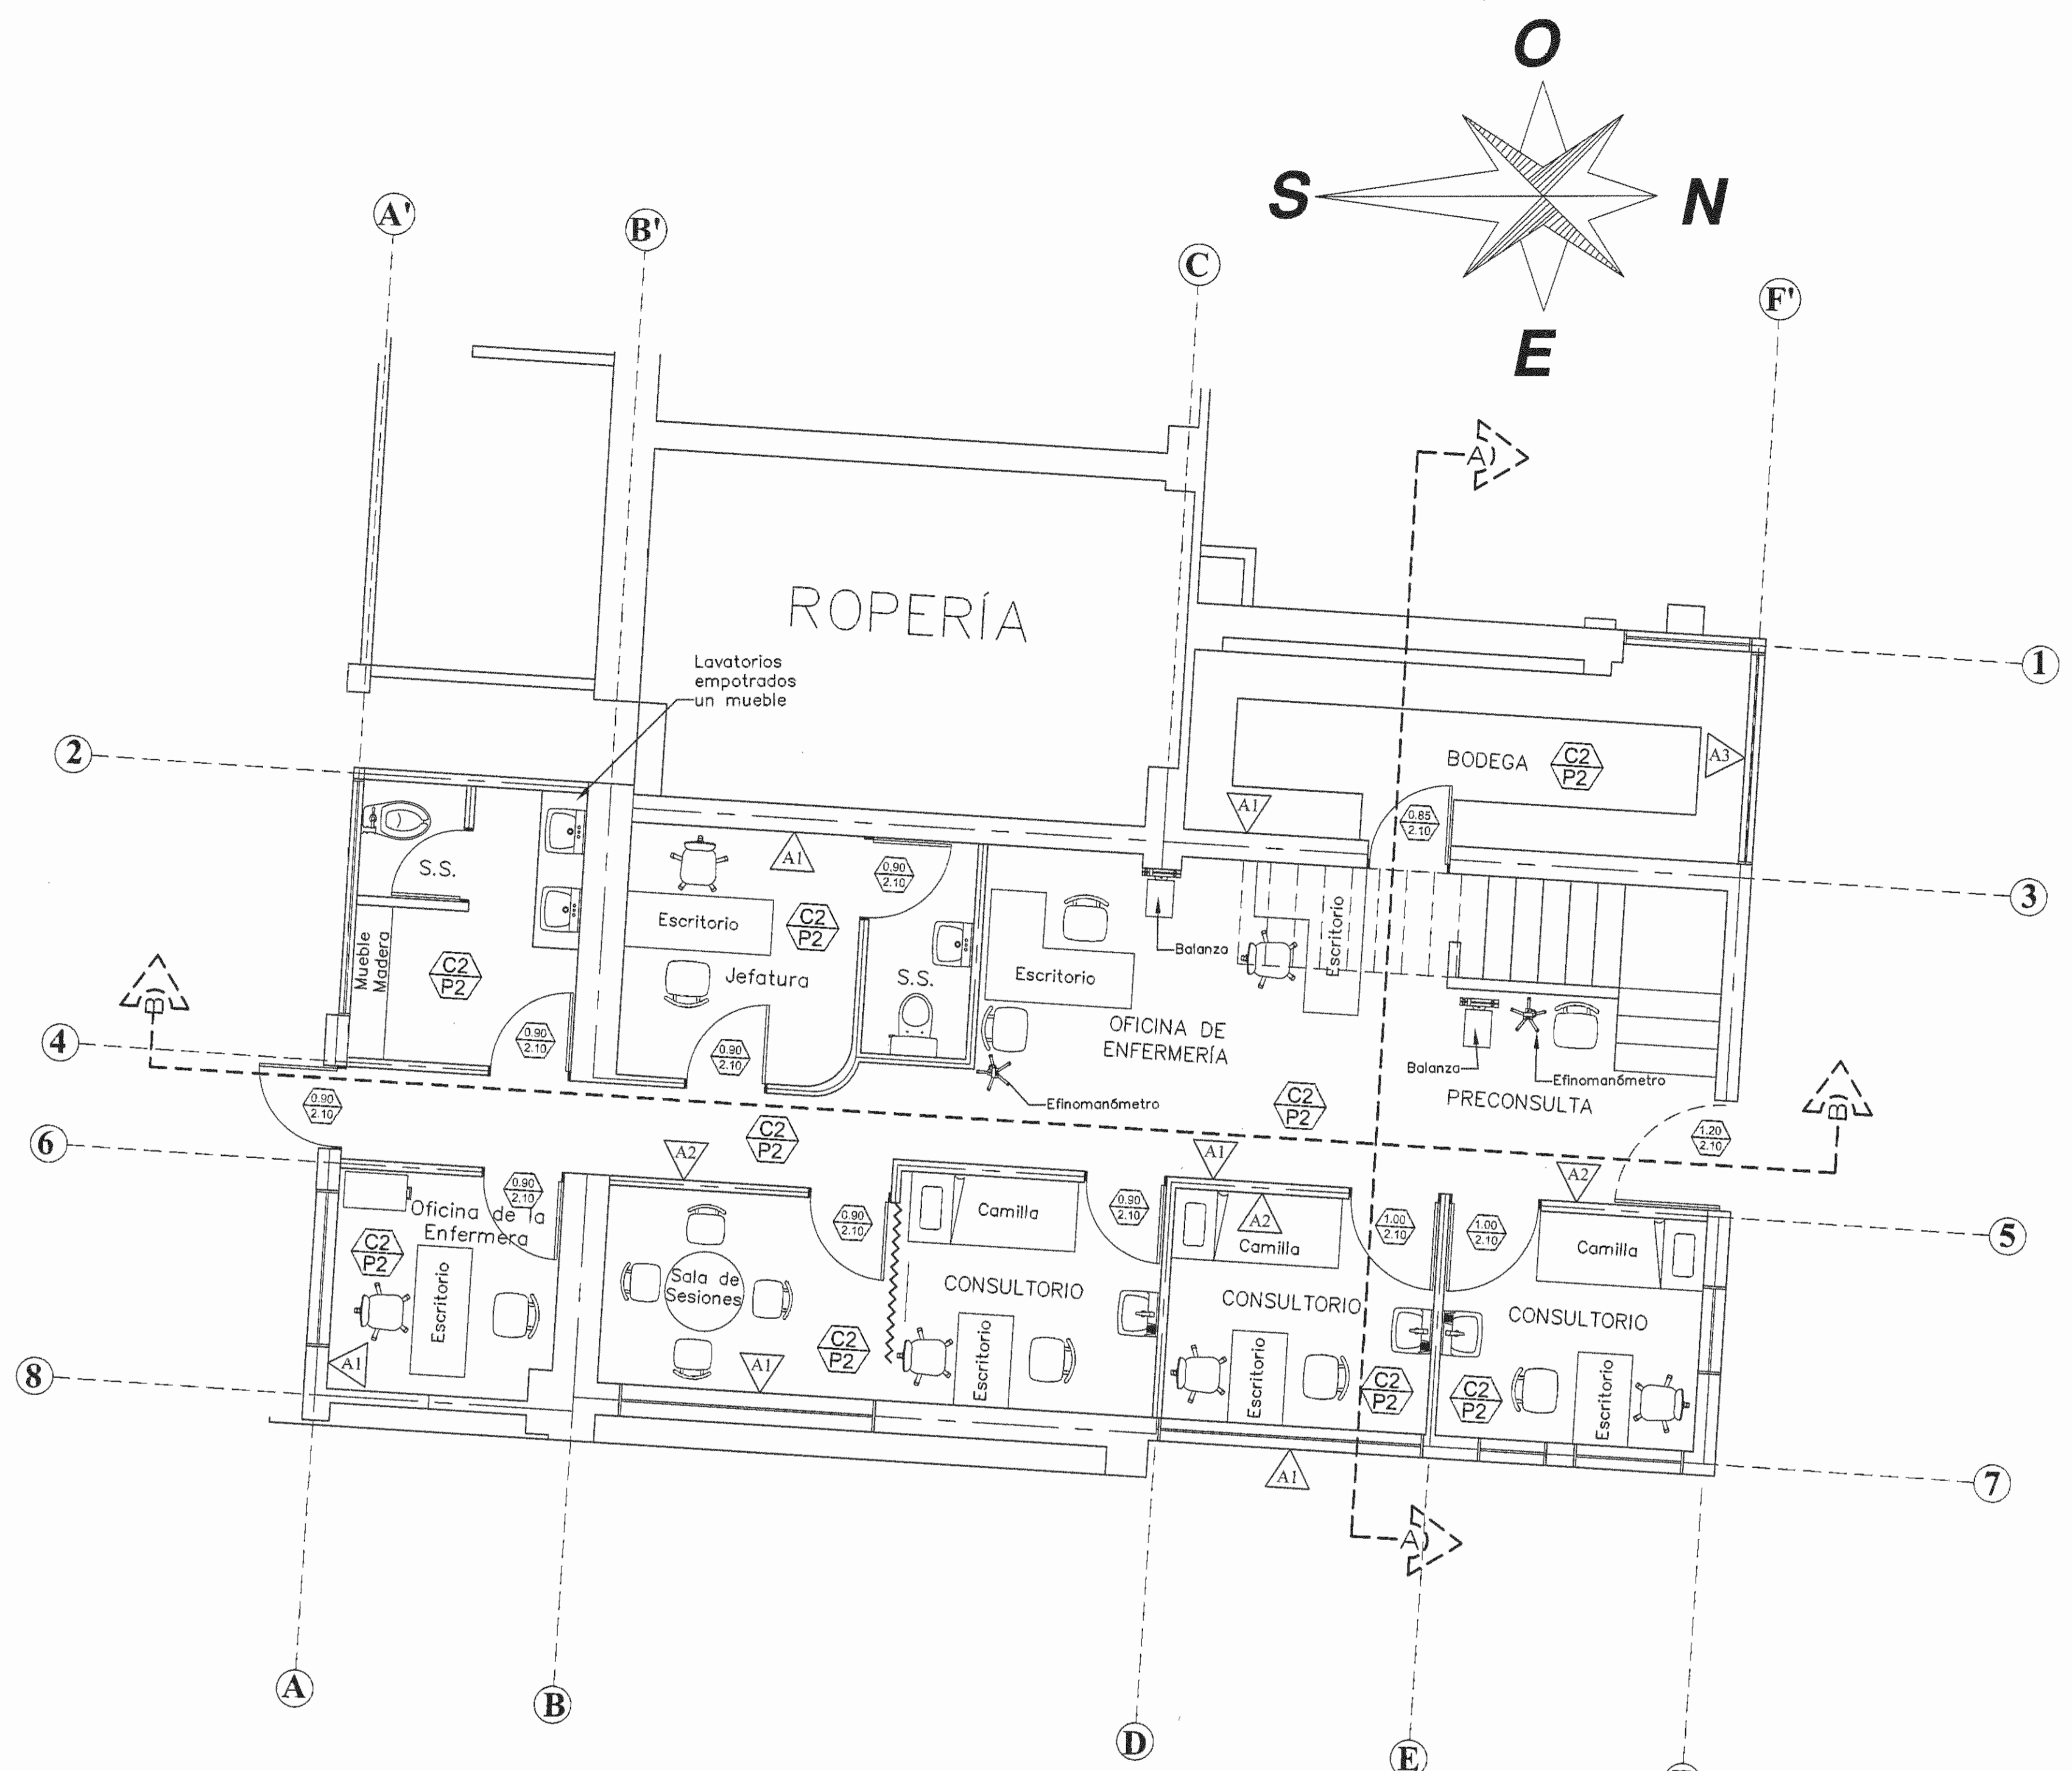 O
S
N
E
A'
B'
C
F'
A
ROPERÍA
Lavatorios
empotrados
un mueble
1
2
BODEGA
C2
P2
A3
A1
0.85
2.10
S.S.
A1
0.90
2.10
3
Escritorio
C2
P2
Mueble
Madera
C2
P2
Jefatura
S.S.
Escritorio
Balanza
Escritorio
B
4
0.90
2.10
0.90
2.10
OFICINA DE
ENFERMERÍA
Balanza
Efinomanómetro
PRECONSULTA
B
0.90
2.10
Efinomanómetro
C2
P2
C2
P2
1.20
2.10
6
A2
A1
A2
0.90
2.10
Oficina de la
Enfermera
C2
P2
Escritorio
A1
0.90
2.10
Sala de
Sesiones
C2
P2
A1
Camilla
0.90
2.10
CONSULTORIO
Escritorio
A2
Camilla
1.00
2.10
CONSULTORIO
Escritorio
C2
P2
1.00
2.10
Camilla
CONSULTORIO
C2
P2
Escritorio
5
8
7
A1
A
A
B
D
E